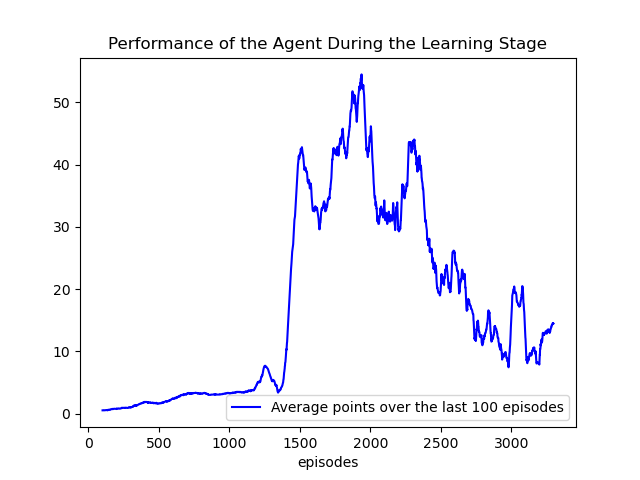 Performance of the Agent During the Learning Stage
50
40
30
20
10
0
Average points over the last 100 episodes
0 500 1000 1500 2000 2500 3000
episodes